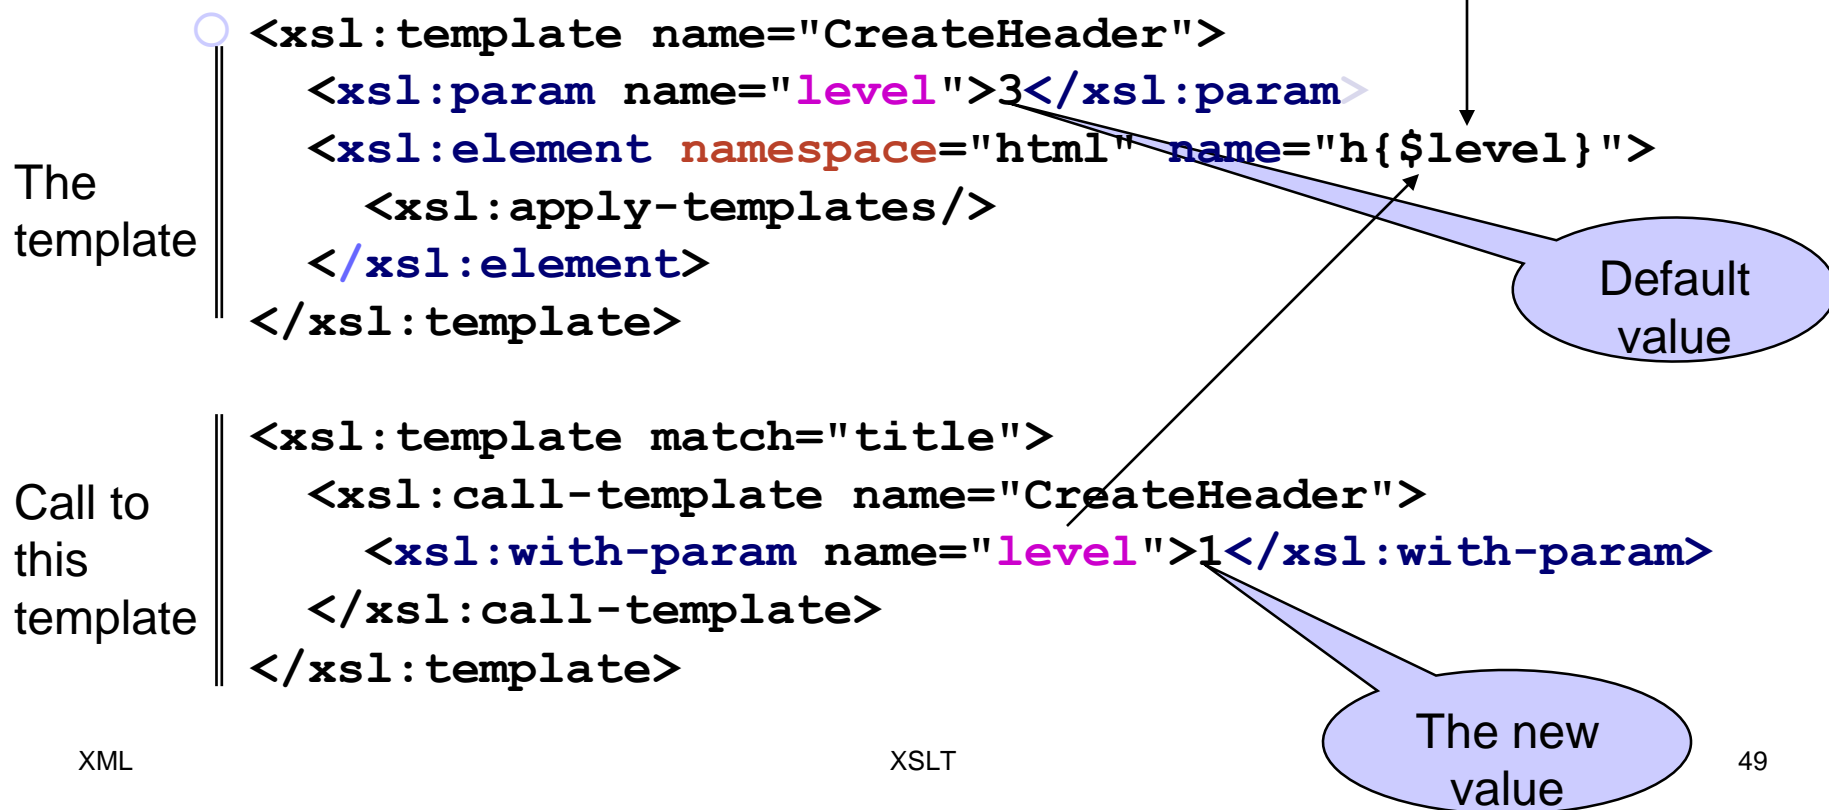 <xsl:template name="CreateHeader">
<xsl:param name="level">3</xsl:param>
<xsl:element namespace="html" name="h{$level}">
<xsl:apply-templates/>
</xsl:element>
</xsl:template>
The
template
Default
value
<xsl:template match="title">
<xsl:call-template name="CreateHeader">
<xsl:with-param name="level">1</xsl:with-param>
</xsl:call-template>
</xsl:template>
Call to
this
template
The new
value
XML
XSLT
49